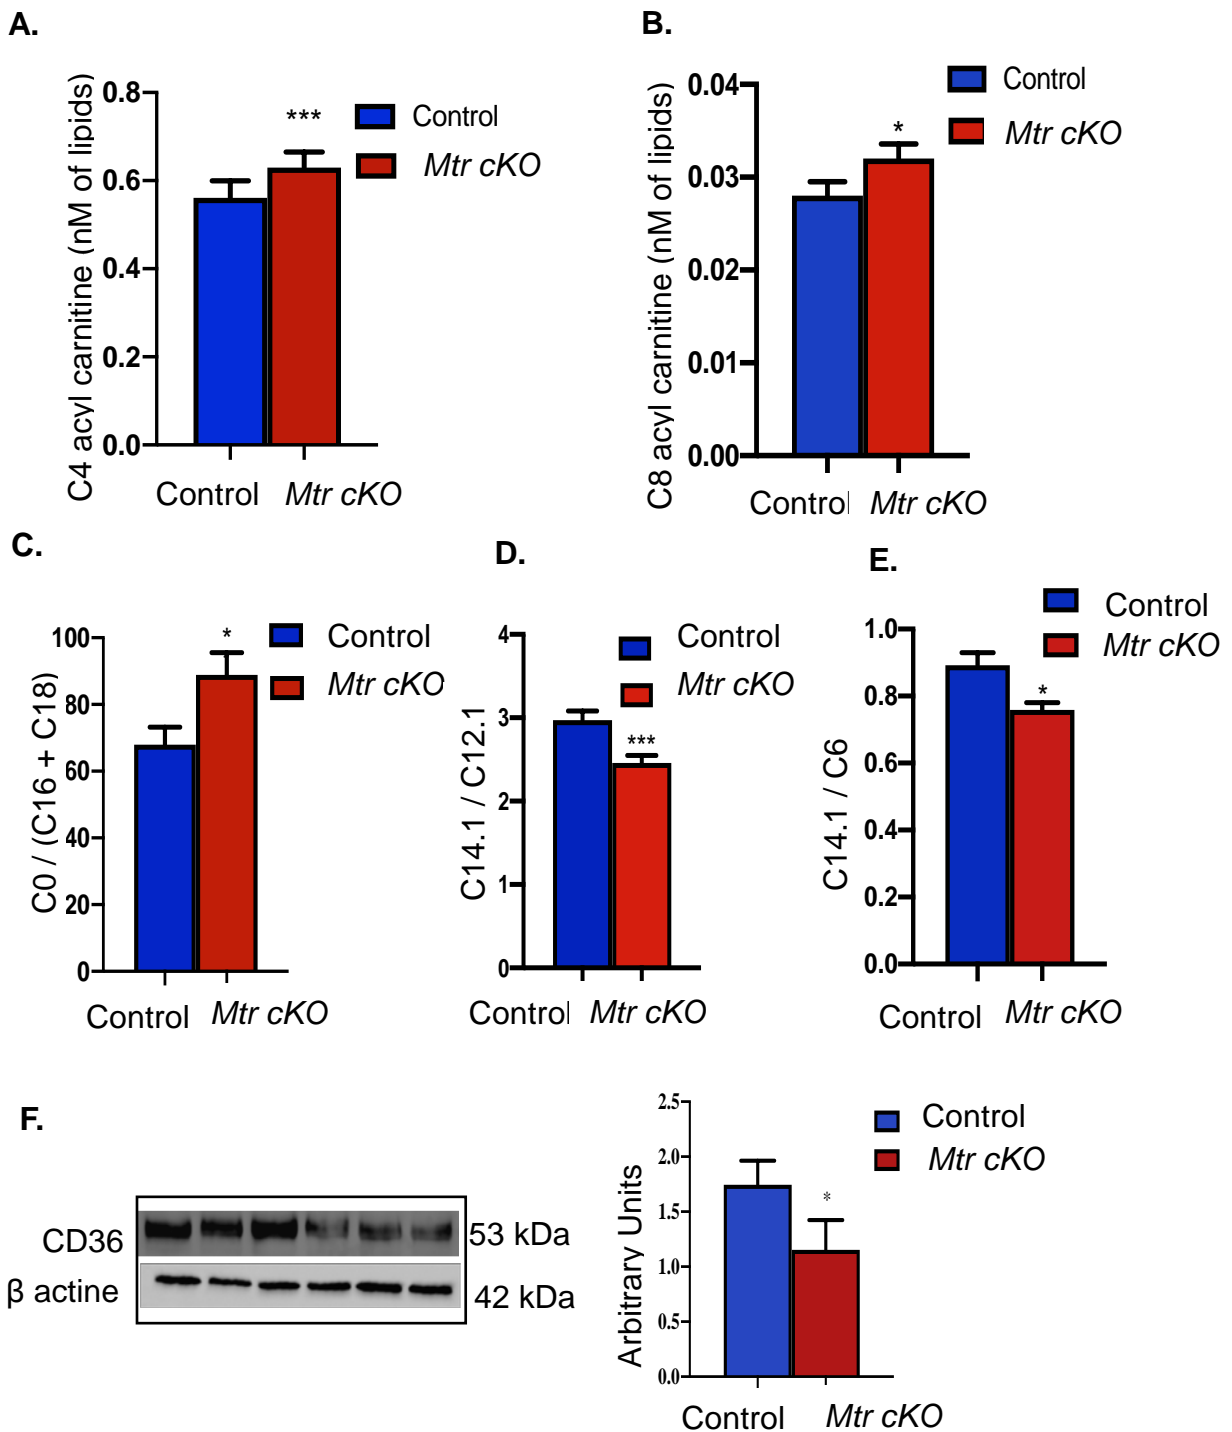 A.
C4 acyl carnitine (nM of lipids)
0.8
0.6
0.4
0.2
0.0
***
Control
Mtr cKO
Control
Mtr cKO
B.
C8 acyl carnitine (nM of lipids)
0.04
0.03
0.02
0.01
0.00
*
Control
Mtr cKO
Control
Mtr cKO
C.
C0 / (C16 + C18)
100
80
60
40
20
0
*
Control
Mtr cKO
Control
Mtr cKO
D.
C14.1 / C12.1
4
3
2
1
0
***
Control
Mtr cKO
Control
Mtr cKO
E.
C14.1 / C6
1.0
0.8
0.6
0.4
0.2
0.0
*
Control
Mtr cKO
Control
Mtr cKO
F.
CD36
53 kDa
β actine
42 kDa
Arbitrary Units
2.5
2.0
1.5
1.0
0.5
0.0
*
Control
Mtr cKO
Control
Mtr cKO